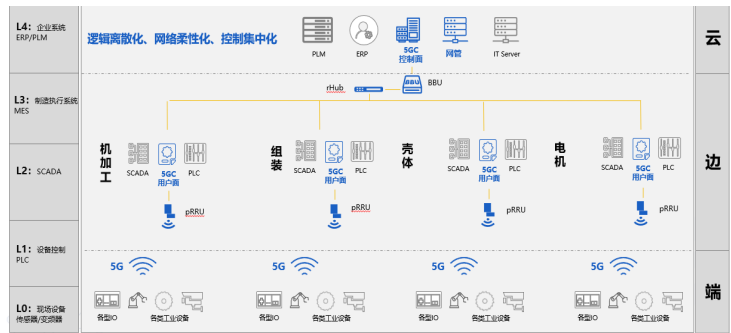 L4：企业系统
ERP/PLM
逻辑离散化、网络柔性化、控制集中化
PLM
ERP
5GC
控制面
网管
IT Server
云
L3：制造执行系统
MES
rHub
BBU
BBU
L2：SCADA
机加工
SCADA
5GC
用户面
PLC
pRRU
组装
SCADA
5GC
用户面
PLC
pRRU
壳体
SCADA
5GC
用户面
PLC
pRRU
电机
SCADA
5GC
用户面
PLC
pRRU
边
L1：设备控制
PLC
5G
5G
5G
5G
端
L0：现场设备
传感器/变频器
各型IO
各类工业设备
各型IO
各类工业设备
各型IO
各类工业设备
各型IO
各类工业设备